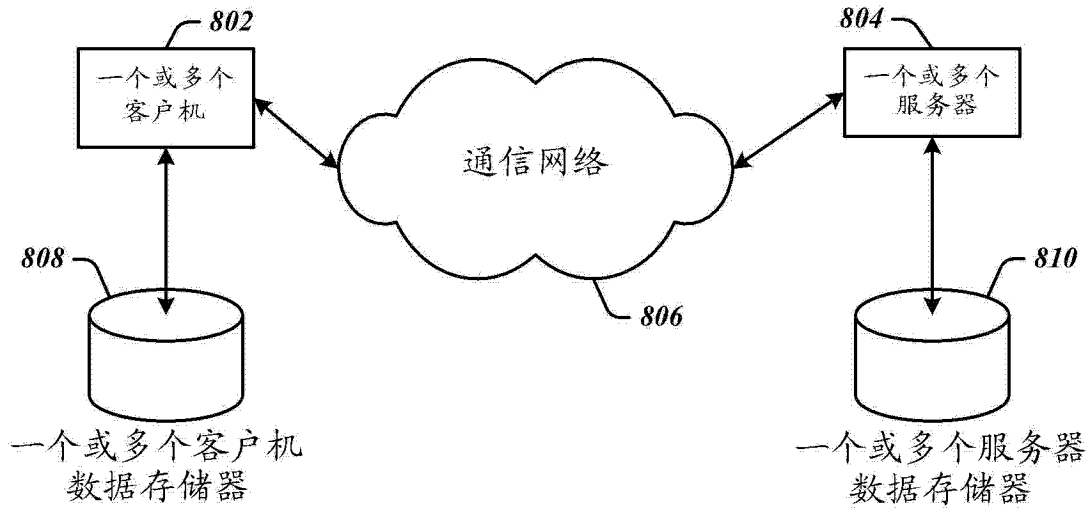 802
804
一个或多个
客户机
一个或多个
服务器
通信网络
808
810
806
一个或多个客户机
数据存储器
一个或多个服务器
数据存储器